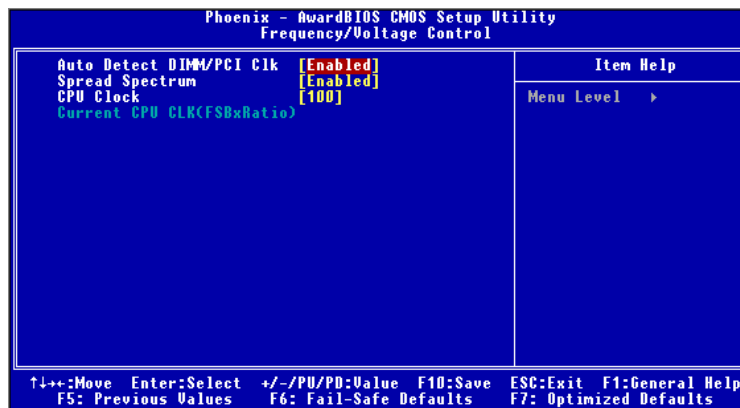 Phoenix - AwardBIOS CMOS Setup Utility
Frequency/Voltage Control
Auto Detect DIMM/PCI Clk [Enabled]
Spread Spectrum [Enabled]
CPU Clock [100]
Current CPU CLK(FSBxRatio)
Item Help
Menu Level ▸
↑↓→←:Move Enter:Select +/-/PU/PD:Value F10:Save ESC:Exit F1:General Help
F5: Previous Values F6: Fail-Safe Defaults F7: Optimized Defaults